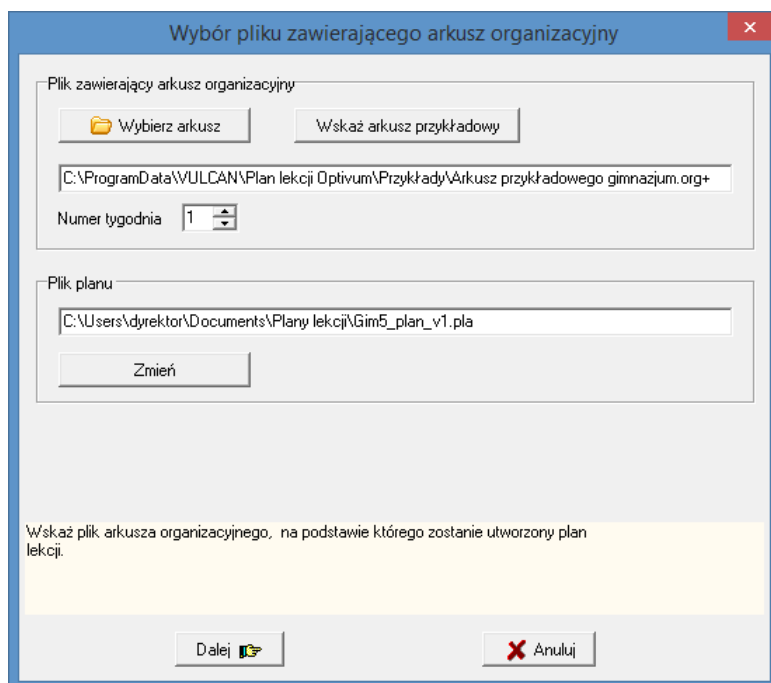 Wybór pliku zawierającego arkusz organizacyjny
Plik zawierający arkusz organizacyjny
Wybierz arkusz
Wskaż arkusz przykładowy
C:\ProgramData\VULCAN\Plan lekcji Optivum\Przykłady\Arkusz przykładowego gimnazjum.org+
Numer tygodnia 1
Plik planu
C:\Users\dyrektor\Documents\Plany lekcji\Gim5_plan_v1.pla
Zmień
Wskaż plik arkusza organizacyjnego, na podstawie którego zostanie utworzony plan
lekcji.
Dalej
Anuluj